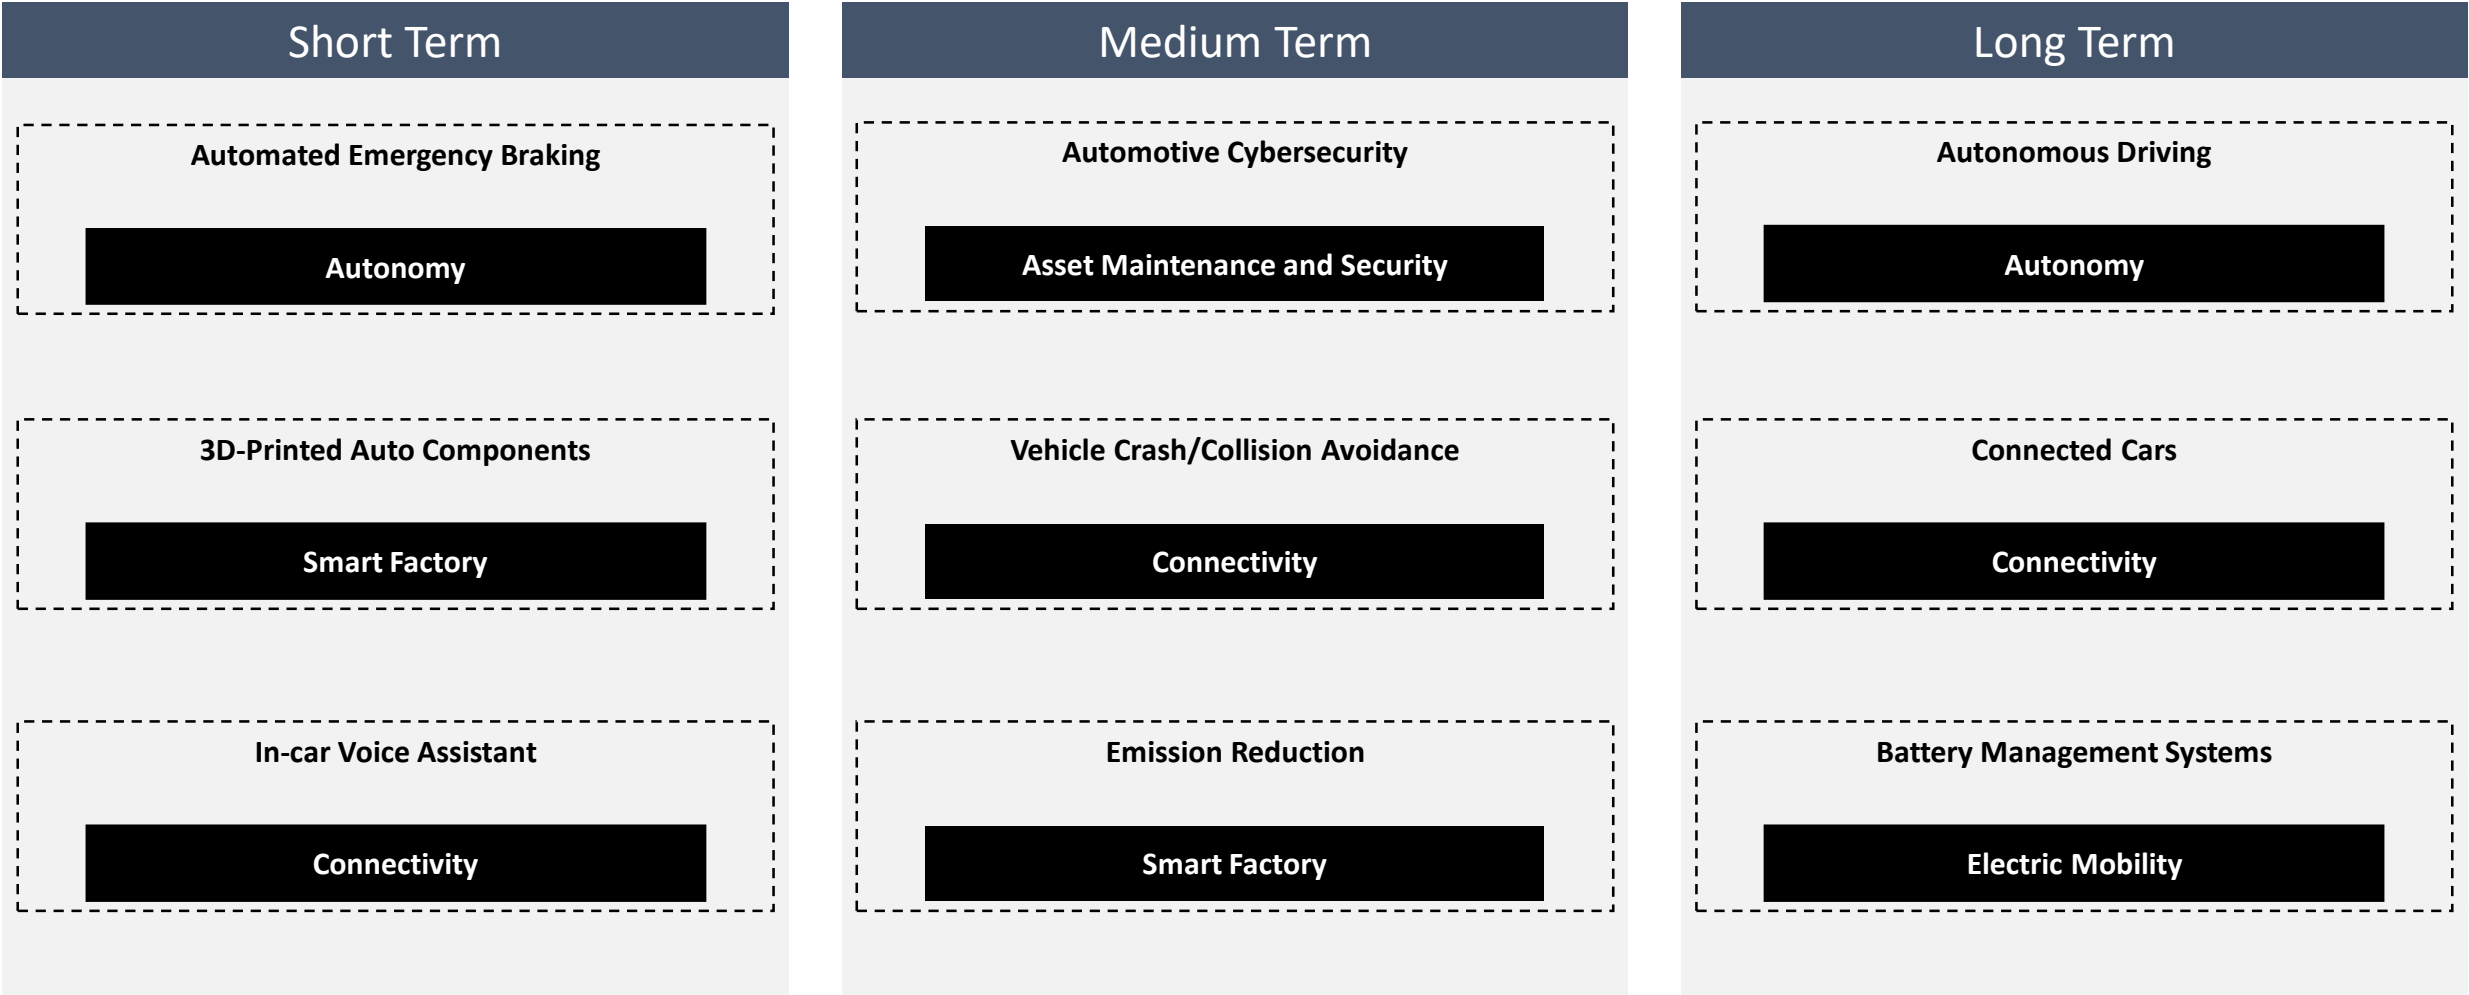 Short Term
Automated Emergency Braking
Autonomy
3D-Printed Auto Components
Smart Factory
In-car Voice Assistant
Connectivity
Medium Term
Automotive Cybersecurity
Asset Maintenance and Security
Vehicle Crash/Collision Avoidance
Connectivity
Emission Reduction
Smart Factory
Long Term
Autonomous Driving
Autonomy
Connected Cars
Connectivity
Battery Management Systems
Electric Mobility